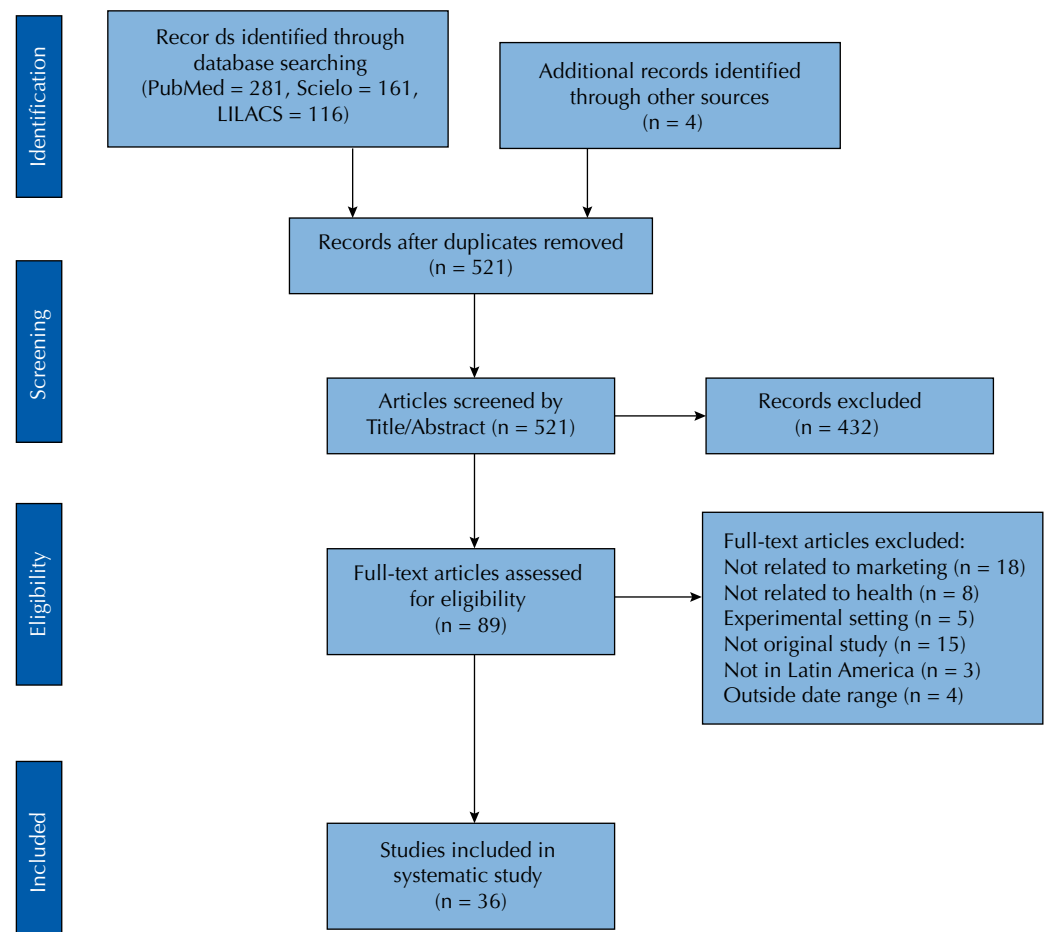 Identification
Recor ds identified through
database searching
(PubMed = 281, Scielo = 161,
LILACS = 116)
Additional records identified
through other sources
(n = 4)
Records after duplicates removed
(n = 521)
Screening
Articles screened by
Title/Abstract (n = 521)
Records excluded
(n = 432)
Eligibility
Full-text articles assessed
for eligibility
(n = 89)
Full-text articles excluded:
Not related to marketing (n = 18)
Not related to health (n = 8)
Experimental setting (n = 5)
Not original study (n = 15)
Not in Latin America (n = 3)
Outside date range (n = 4)
Included
Studies included in
systematic study
(n = 36)